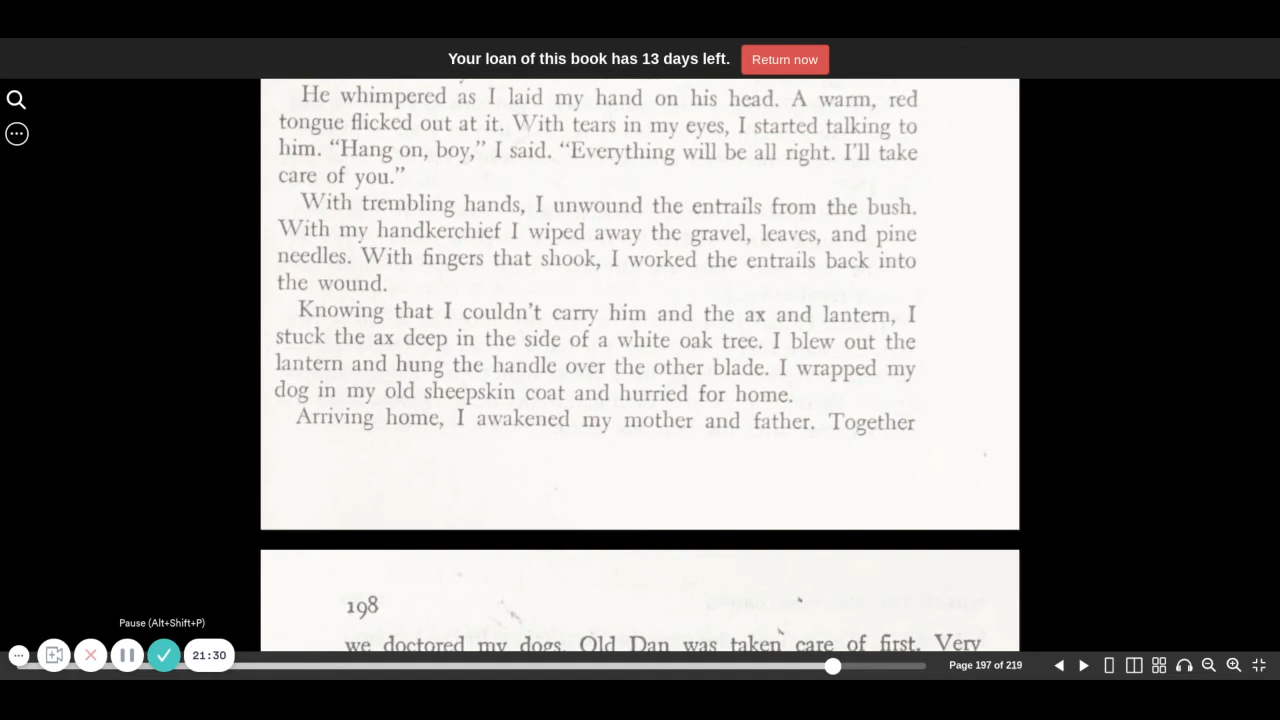 Your loan of this book has 13 days left. Return now
He whimpered as I laid my hand on his head. A warm, red
tongue flicked out at it. With tears in my eyes, I started talking to
him. “Hang on, boy,” I said. “Everything will be all right. I’ll take
care of you.”
With trembling hands, I unwound the entrails from the bush.
With my handkerchief I wiped away the gravel, leaves, and pine
needles. With fingers that shook, I worked the entrails back into
the wound.
Knowing that I couldn’t carry him and the ax and lantern, I
stuck the ax deep in the side of a white oak tree. I blew out the
lantern and hung the handle over the other blade. I wrapped my
dog in my old sheepskin coat and hurried for home.
Arriving home, I awakened my mother and father. Together
198
we doctored my dogs. Old Dan was taken care of first. Very
Pause (Alt+Shift+P)
21:30
Page 197 of 219